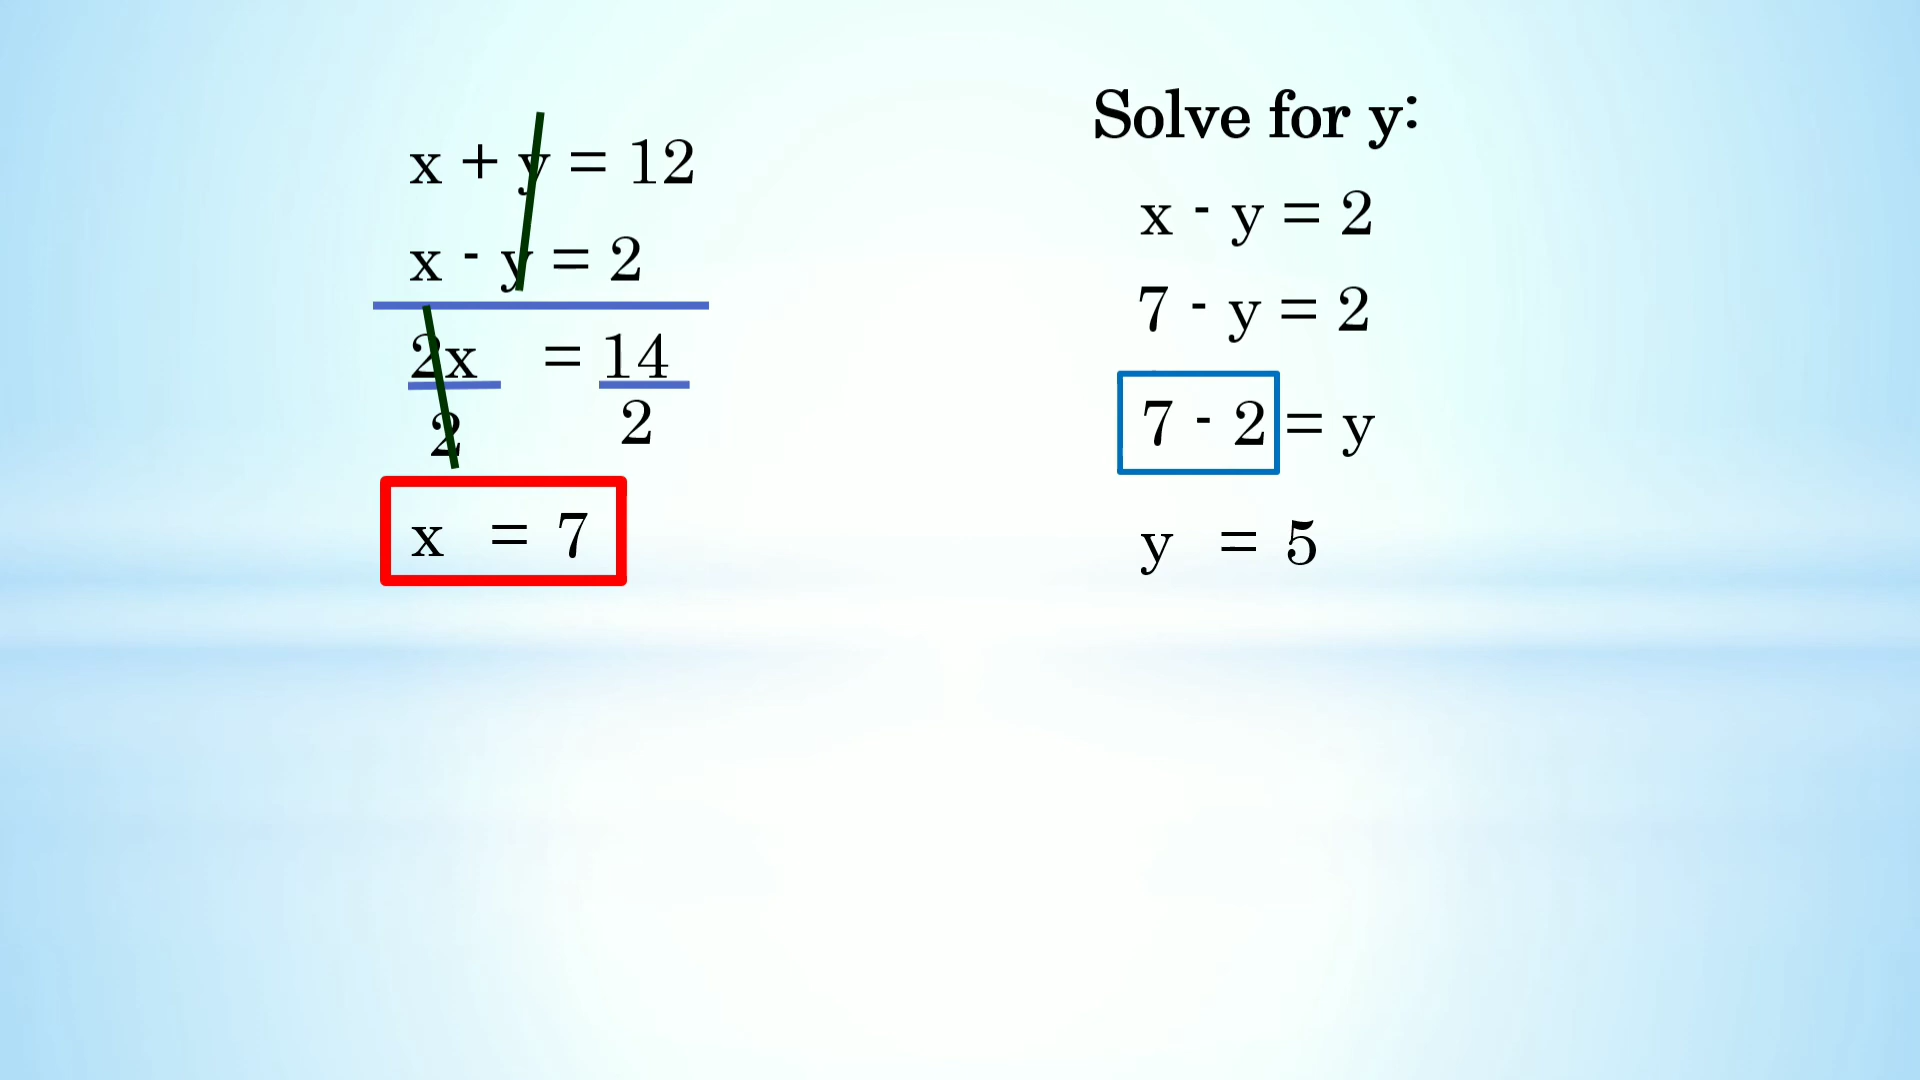 x + y = 12
x - y = 2
2x = 14
2 2
x = 7
Solve for y:
x - y = 2
7 - y = 2
7 - 2 = y
y = 5